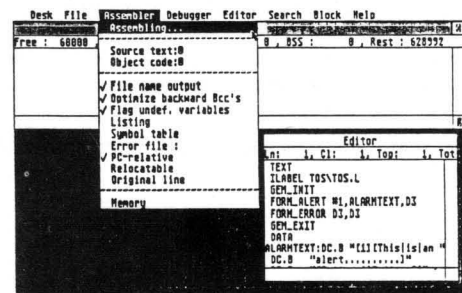 Desk File Assembler Debugger Editor Search Block Help
Assembling...
Free : 60000 , 0 , BSS : 0 , Rest : 628992
Source text:0
Object code:0
✓ File name output
✓ Optimize backward Bcc's
✓ Flag undef. variables
Listing
Symbol table
Error file :
✓ PC-relative
Relocatable
Original line
Memory
Editor
Ln: 1, Cl: 1, Top: 1, Tot
TEXT
ILABEL TOS\TOS.L
GEM_INIT
FORM_ALERT #1,ALARMTEXT,D3
FORM_ERROR D3,D3
GEM_EXIT
DATA
ALARMTEXT:DC.B "[1][This|is|an "
DC.B "alert..........]"